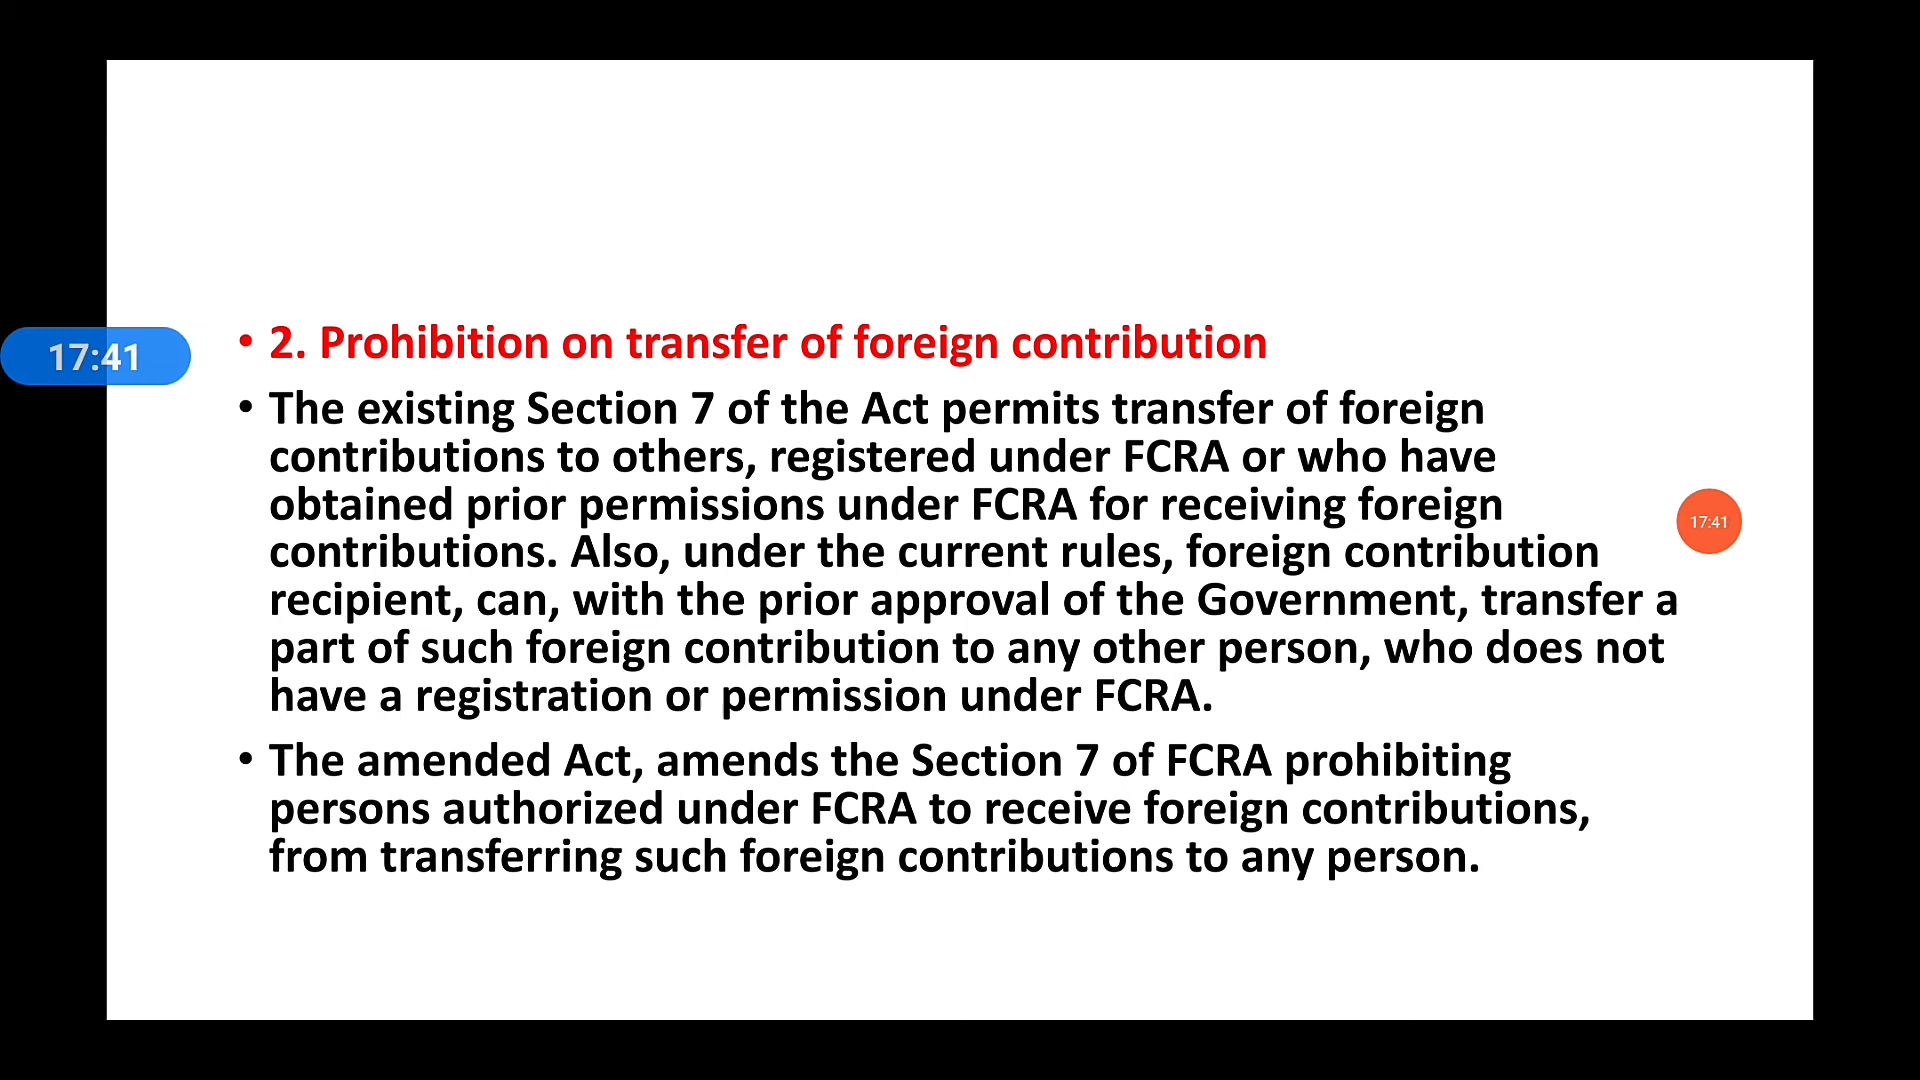 • 2. Prohibition on transfer of foreign contribution
17:41
• The existing Section 7 of the Act permits transfer of foreign
contributions to others, registered under FCRA or who have
obtained prior permissions under FCRA for receiving foreign
17:41
contributions. Also, under the current rules, foreign contribution
recipient, can, with the prior approval of the Government, transfer a
part of such foreign contribution to any other person, who does not
have a registration or permission under FCRA.
• The amended Act, amends the Section 7 of FCRA prohibiting
persons authorized under FCRA to receive foreign contributions,
from transferring such foreign contributions to any person.